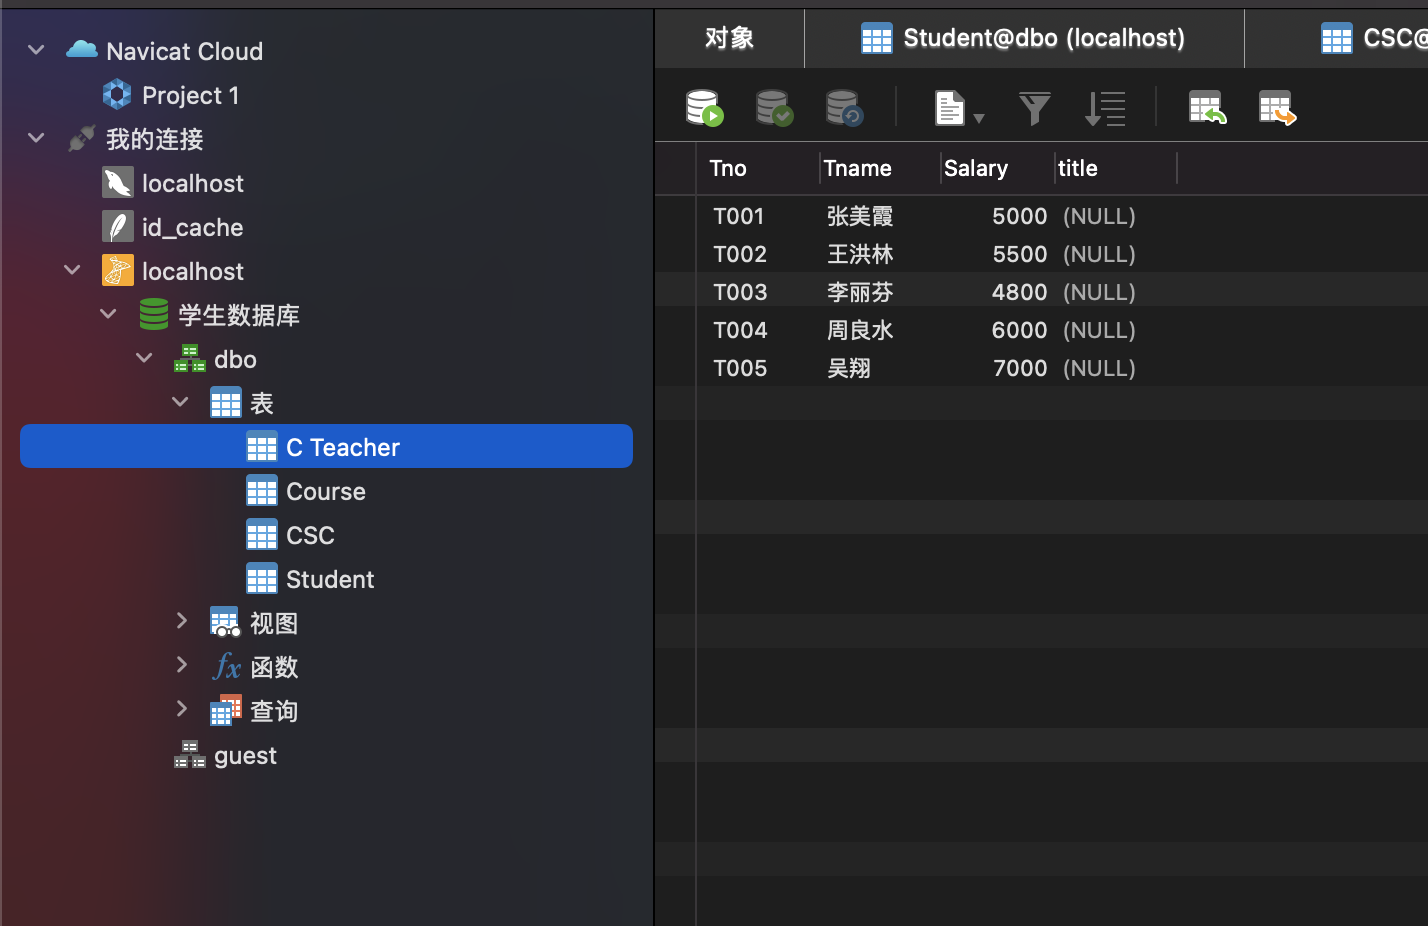 Navicat Cloud
Project 1
我的连接
localhost
id_cache
localhost
学生数据库
dbo
表
C Teacher
Course
CSC
Student
视图
fx 函数
查询
guest
对象 Student@dbo (localhost) CSC@
Tno Tname Salary title
T001 张美霞 5000 (NULL)
T002 王洪林 5500 (NULL)
T003 李丽芬 4800 (NULL)
T004 周良水 6000 (NULL)
T005 吴翔 7000 (NULL)